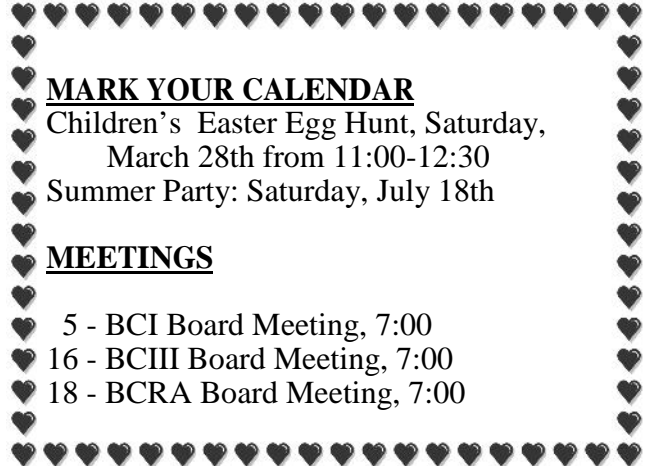 MARK YOUR CALENDAR
Children’s  Easter Egg Hunt, Saturday,
March 28th from 11:00-12:30
Summer Party: Saturday, July 18th
MEETINGS
5 - BCI Board Meeting, 7:00
16 - BCIII Board Meeting, 7:00
18 - BCRA Board Meeting, 7:00